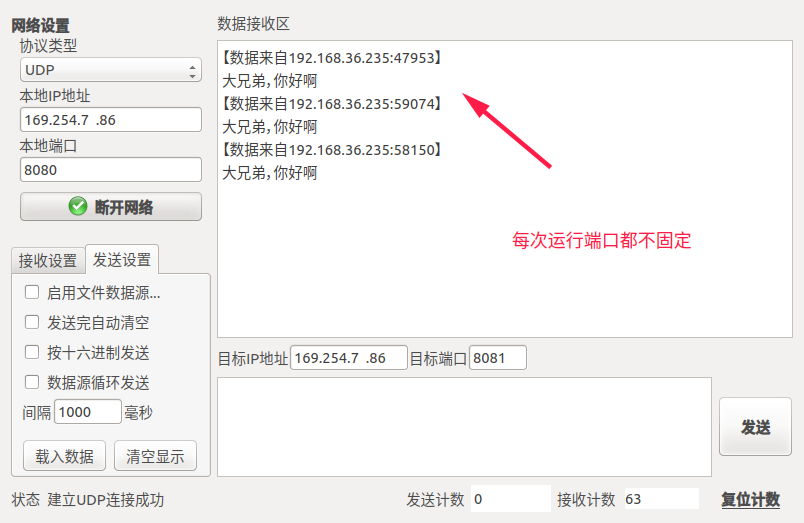 网络设置
协议类型
UDP
本地IP地址
169.254.7 .86
本地端口
8080
断开网络
接收设置 发送设置
启用文件数据源...
发送完自动清空
按十六进制发送
数据源循环发送
间隔 1000 毫秒
载入数据 清空显示
数据接收区
【数据来自192.168.36.235:47953】
大兄弟,你好啊
【数据来自192.168.36.235:59074】
大兄弟,你好啊
【数据来自192.168.36.235:58150】
大兄弟,你好啊
每次运行端口都不固定
目标IP地址 169.254.7 .86 目标端口 8081
发送
状态 建立UDP连接成功 发送计数 0 接收计数 63 复位计数